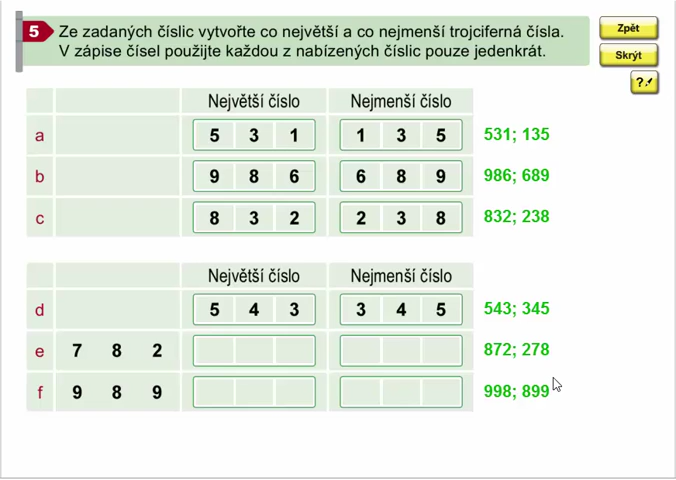 5 Ze zadaných číslic vytvořte co největší a co nejmenší trojciferná čísla.
V zápise čísel použijte každou z nabízených číslic pouze jedenkrát.
Zpět
Skrýt
?
Největší číslo Nejmenší číslo
a 5 3 1 1 3 5 531; 135
b 9 8 6 6 8 9 986; 689
c 8 3 2 2 3 8 832; 238
Největší číslo Nejmenší číslo
d 5 4 3 3 4 5 543; 345
e 7 8 2 872; 278
f 9 8 9 998; 899